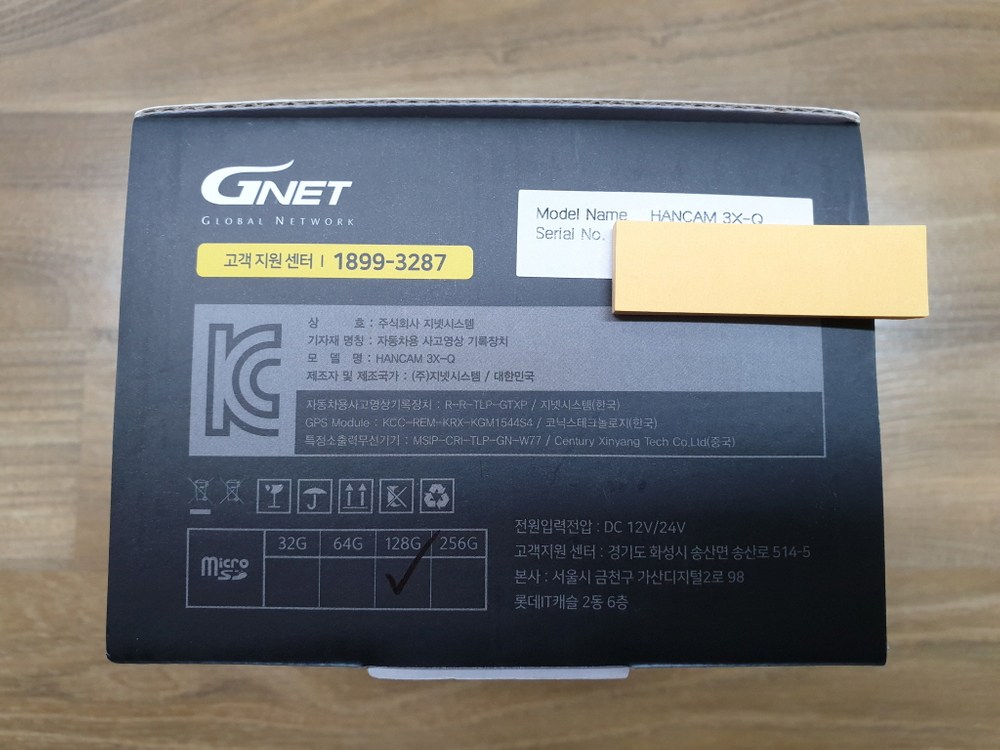 GNET
GLOBAL NETWORK
고객 지원 센터 | 1899-3287
Model Name HANCAM 3X-Q
Serial No.
상 호 : 주식회사 지넷시스템
기자재 명칭 : 자동차용 사고영상 기록장치
모 델 명 : HANCAM 3X-Q
제조자 및 제조국가 : (주)지넷시스템 / 대한민국
자동차용사고영상기록장치 : R-R-TLP-GTXP / 지넷시스템(한국)
GPS Module : KCC-REM-KRX-KGM1544S4 / 코닉스테크놀로지(한국)
특정소출력무선기기 : MSIP-CRI-TLP-GN-W77 / Century Xinyang Tech Co.Ltd(중국)
32G 64G 128G 256G
Micro SD
전원입력전압 : DC 12V/24V
고객지원 센터 : 경기도 화성시 송산면 송산로 514-5
본사 : 서울시 금천구 가산디지털2로 98
롯데IT캐슬 2동 6층